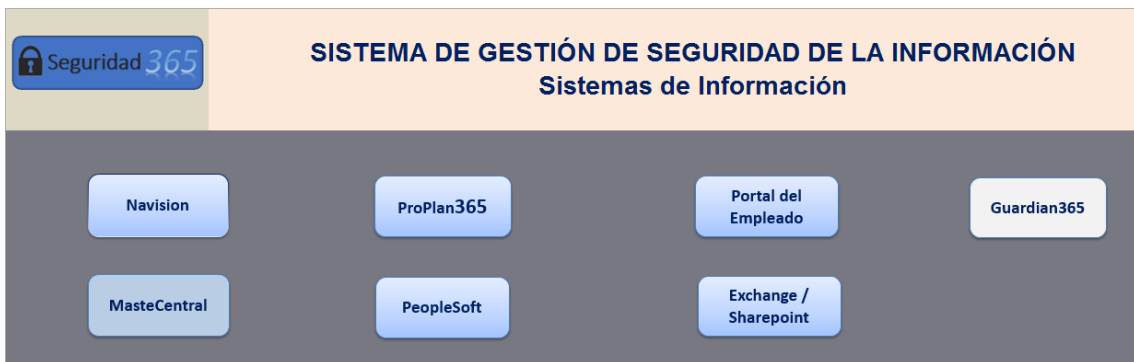 Seguridad 365
SISTEMA DE GESTIÓN DE SEGURIDAD DE LA INFORMACIÓN
Sistemas de Información
Navision
ProPlan365
Portal del
Empleado
Guardian365
MasteCentral
PeopleSoft
Exchange /
Sharepoint